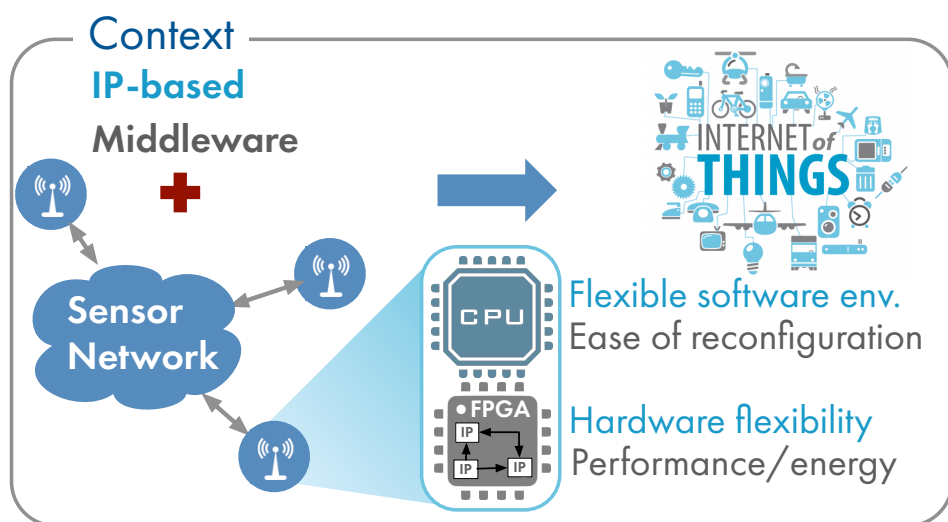 Context
IP-based
Middleware
INTERNET of
THINGS
Sensor
Network
CPU
Flexible software env.
Ease of reconfiguration
FPGA
IP
IP
IP
Hardware flexibility
Performance/energy